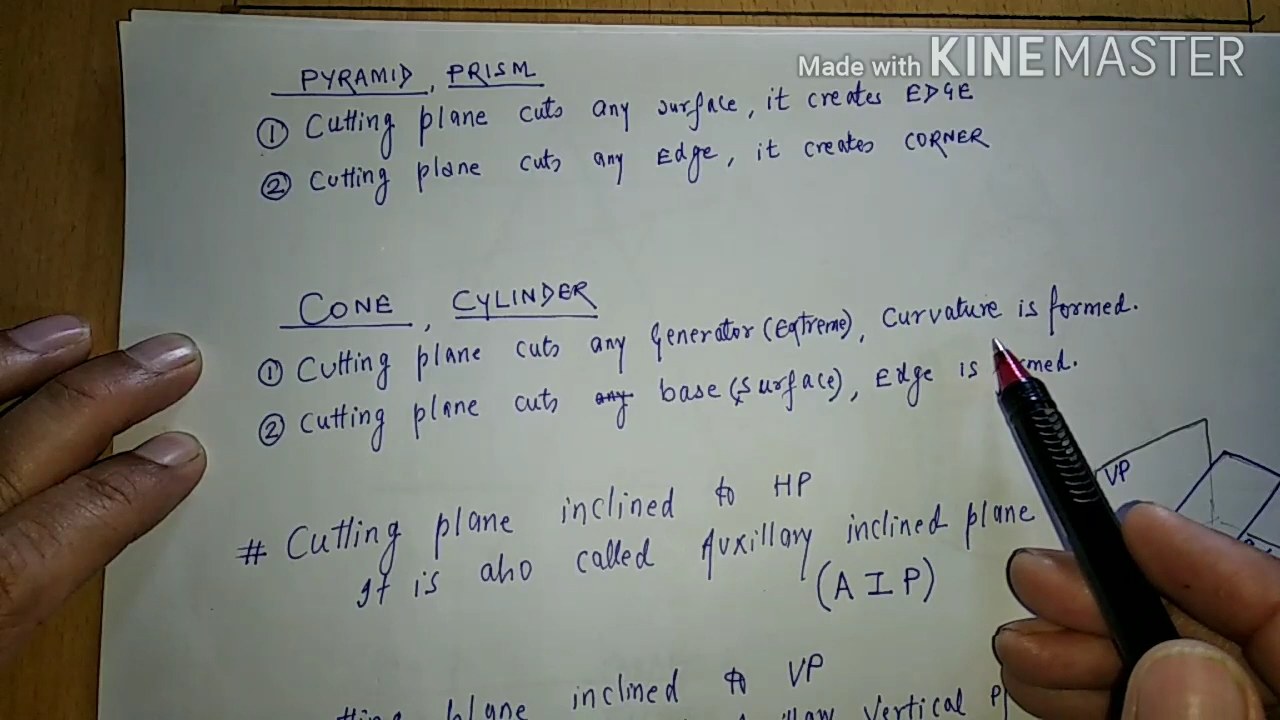 Made with KINEMASTER
PYRAMID, PRISM
① Cutting plane cuts any surface, it creates EDGE
② Cutting plane cuts any Edge, it creates CORNER
CONE, CYLINDER
① Cutting plane cuts any Generator (Extreme), Curvature is formed.
② Cutting plane cuts any base (surface), Edge is formed.
# Cutting plane inclined to HP
It is also called Auxillary inclined plane
(A I P)
VP
plane inclined to VP
Vertical